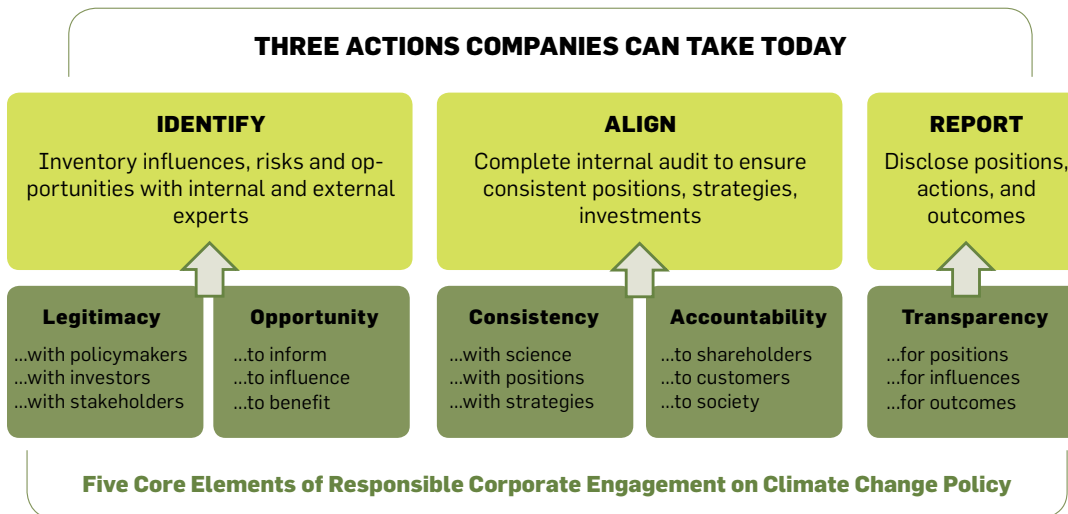 THREE ACTIONS COMPANIES CAN TAKE TODAY
IDENTIFY
Inventory influences, risks and op-
portunities with internal and external
experts
ALIGN
Complete internal audit to ensure
consistent positions, strategies,
investments
REPORT
Disclose positions,
actions, and
outcomes
Legitimacy
...with policymakers
...with investors
...with stakeholders
Opportunity
...to inform
...to influence
...to benefit
Consistency
...with science
...with positions
...with strategies
Accountability
...to shareholders
...to customers
...to society
Transparency
...for positions
...for influences
...for outcomes
Five Core Elements of Responsible Corporate Engagement on Climate Change Policy